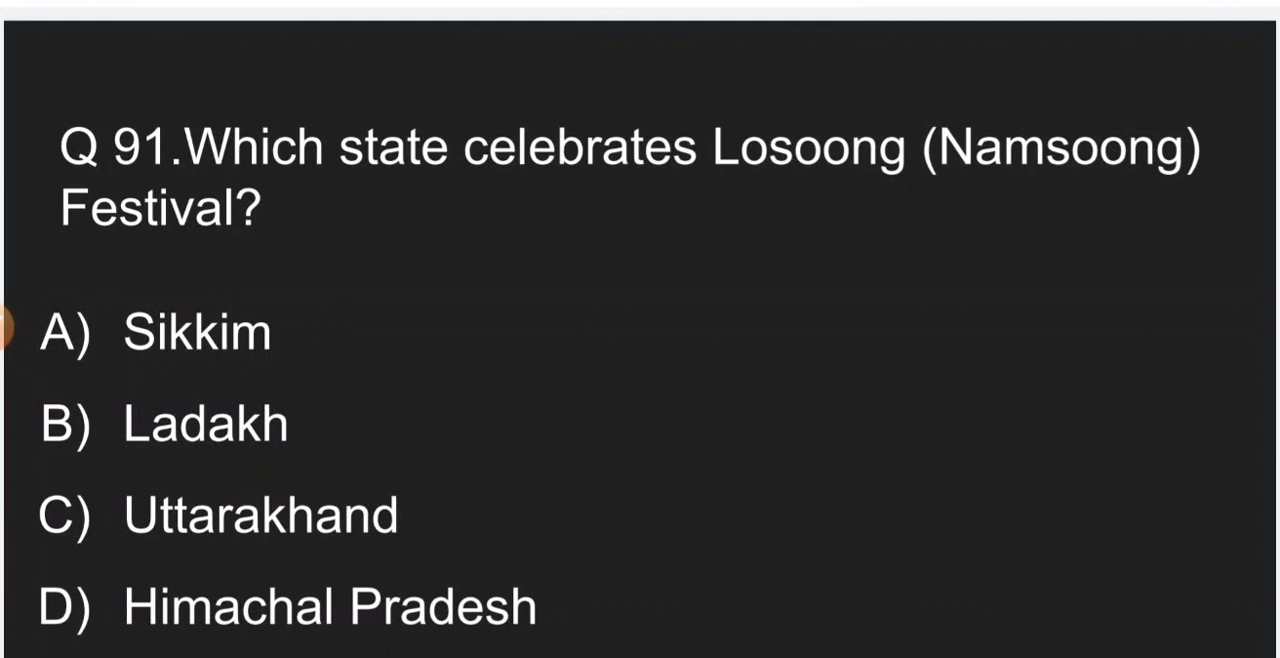 Q 91.Which state celebrates Losoong (Namsoong)
Festival?
A) Sikkim
B) Ladakh
C) Uttarakhand
D) Himachal Pradesh